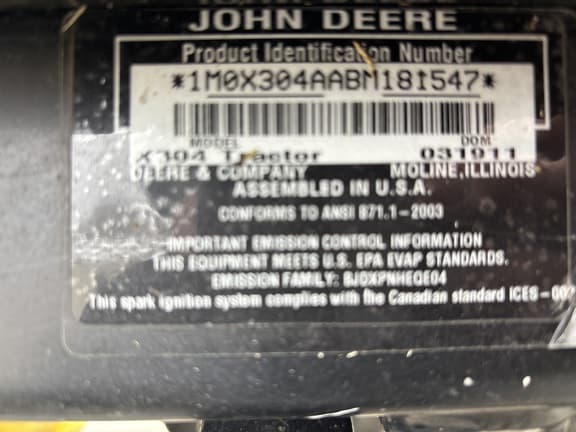 JOHN DEERE
Product Identification Number
*1M0X304AABM181547*
MODEL DOM
X304 Tractor 031911
DEERE & COMPANY MOLINE, ILLINOIS
ASSEMBLED IN U.S.A.
CONFORMS TO ANSI B71.1-2003
IMPORTANT EMISSION CONTROL INFORMATION
THIS EQUIPMENT MEETS U.S. EPA EVAP STANDARDS.
EMISSION FAMILY: BJDXPNHEQE04
This spark ignition system complies with the Canadian standard